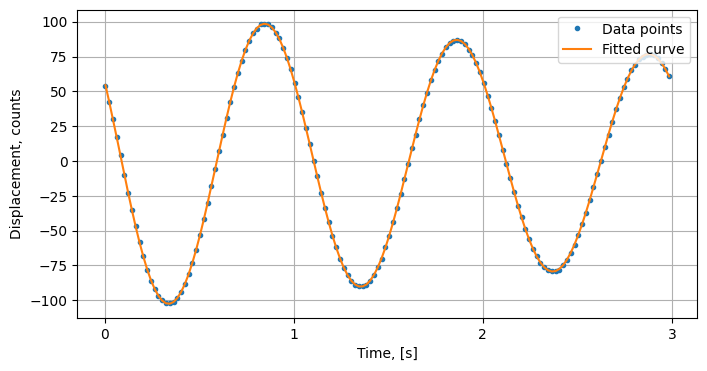 Data points
Fitted curve
100
75
50
25
0
−25
−50
−75
−100
Displacement, counts
0 1 2 3
Time, [s]